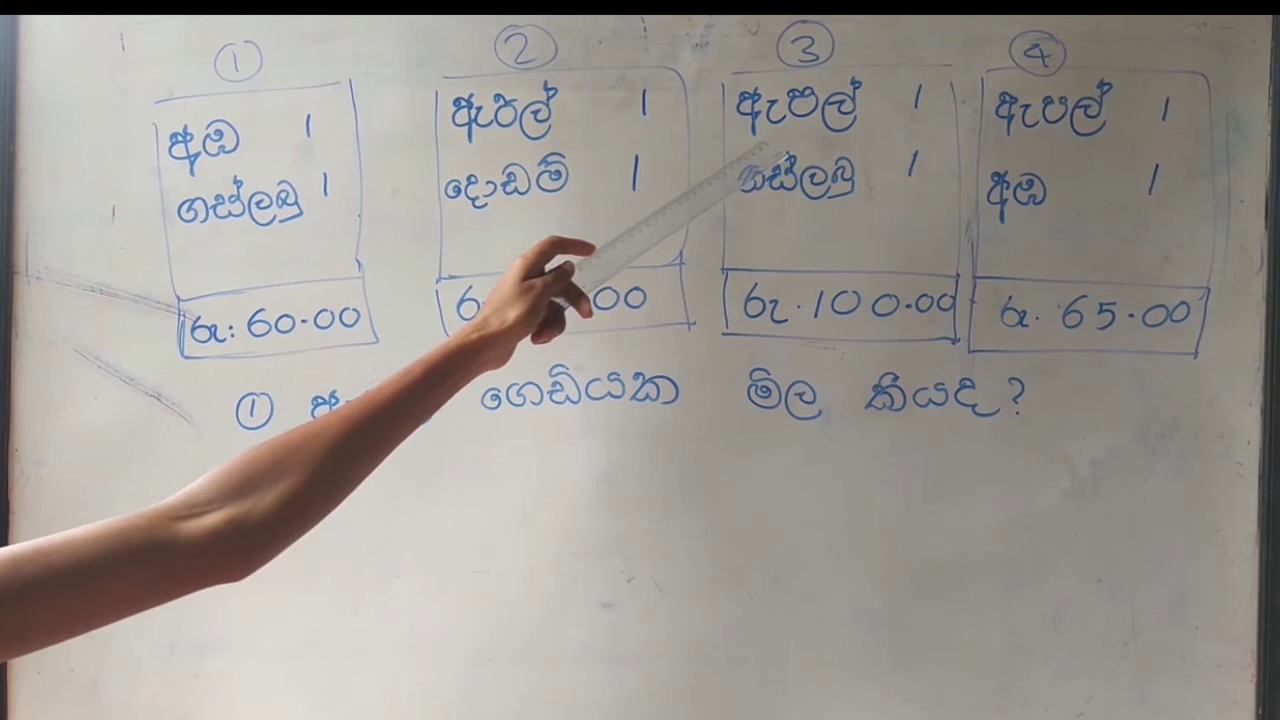 ①
අඹ 1
ගස්ලබු 1
රු. 60.00
②
ඇපල් 1
දොඩම් 1
00
③
ඇපල් 1
ගස්ලබු 1
රු. 100.00
④
ඇපල් 1
අඹ 1
රු. 65.00
① ගෙඩියක මිල කීයද?